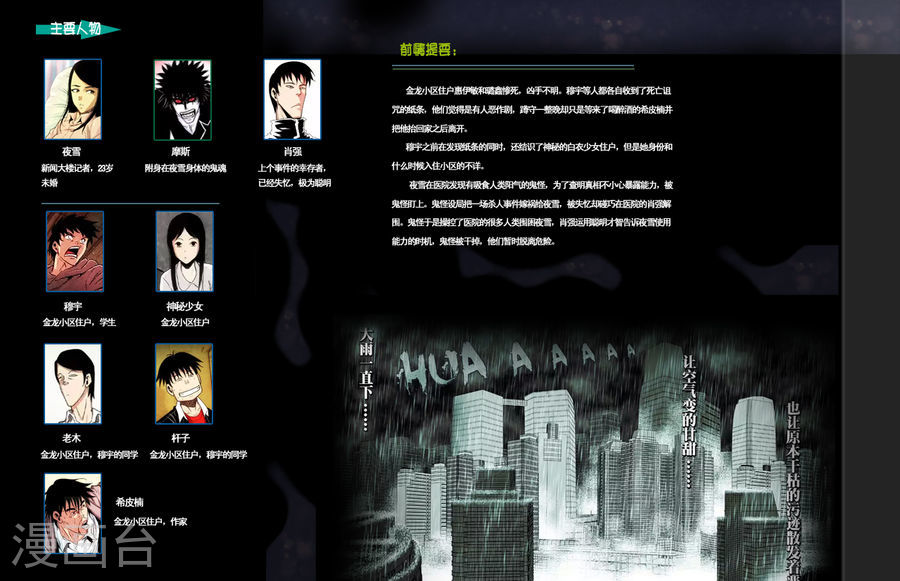 主要人物
夜雪
新闻大楼记者，23岁
未婚
摩斯
附身在夜雪身体的鬼魂
肖强
上个事件的幸存者，
已经失忆，极为聪明
穆宇
金龙小区住户，学生
神秘少女
金龙小区住户
老木
金龙小区住户，穆宇的同学
杆子
金龙小区住户，穆宇的同学
希皮楠
金龙小区住户，作家
漫画台
前情提要：
金龙小区住户惠伊敏和晓鑫惨死，凶手不明。穆宇等人都各自收到了死亡诅
咒的纸条，他们觉得是有人恶作剧，蹲守一整晚却只是等来了喝醉酒的希皮楠并
把他抬回家之后离开。
穆宇之前在发现纸条的同时，还结识了神秘的白衣少女住户，但是她身份和
什么时候入住小区的不详。
夜雪在医院发现有吸食人类阳气的鬼怪，为了查明真相不小心暴露能力，被
鬼怪盯上。鬼怪设局把一场杀人事件嫁祸给夜雪，被失忆却碰巧在医院的肖强解
围。鬼怪于是操控了医院的很多人类围困夜雪，肖强运用聪明才智告诉夜雪使用
能力的时机，鬼怪被干掉，他们暂时脱离危险。
大雨一直下……
HUA A A A A A
让空气变的甘甜……
也让原本干枯的污迹散发着